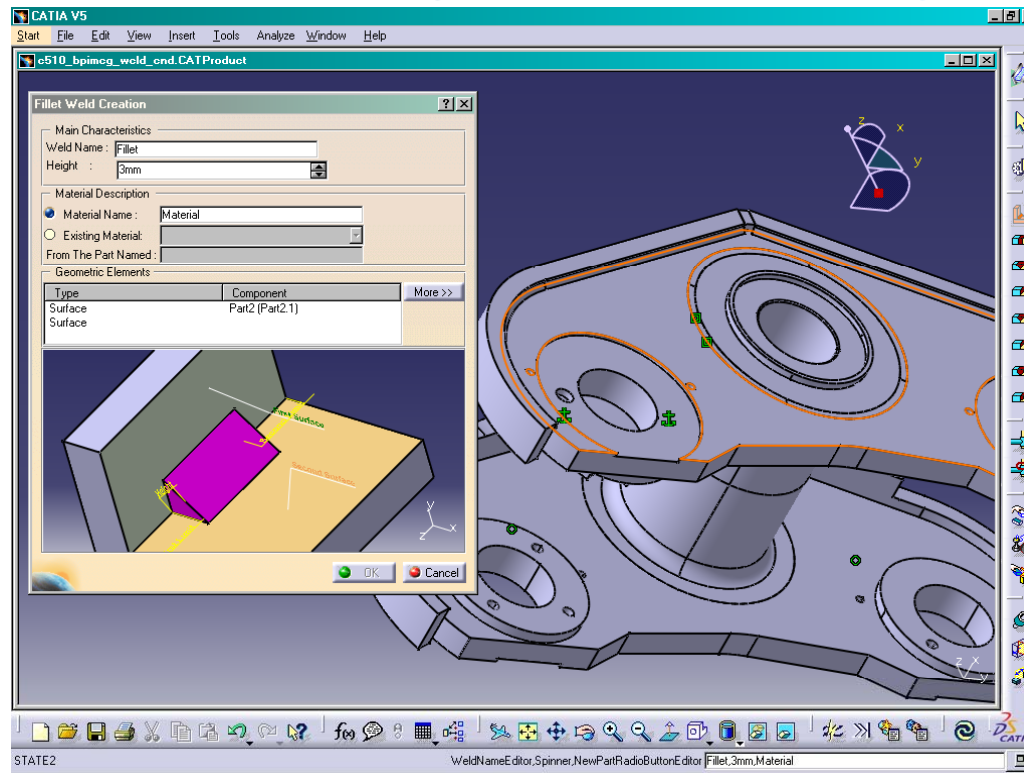 CATIA V5
Start File Edit View Insert Tools Analyze Window Help
c510_bpimcg_weld_cnd.CATProduct
Fillet Weld Creation
Main Characteristics
Weld Name : Fillet
Height : 3mm
Material Description
Material Name : Material
Existing Material:
From The Part Named :
Geometric Elements
Type Component More >>
Surface Part2 (Part2.1)
Surface
First Surface
Second Surface
Height
y
x
z
OK Cancel
z
x
y
z x
y
f(x)
CATI
STATE2 WeldNameEditor,Spinner,NewPartRadioButtonEditor Fillet,3mm,Material